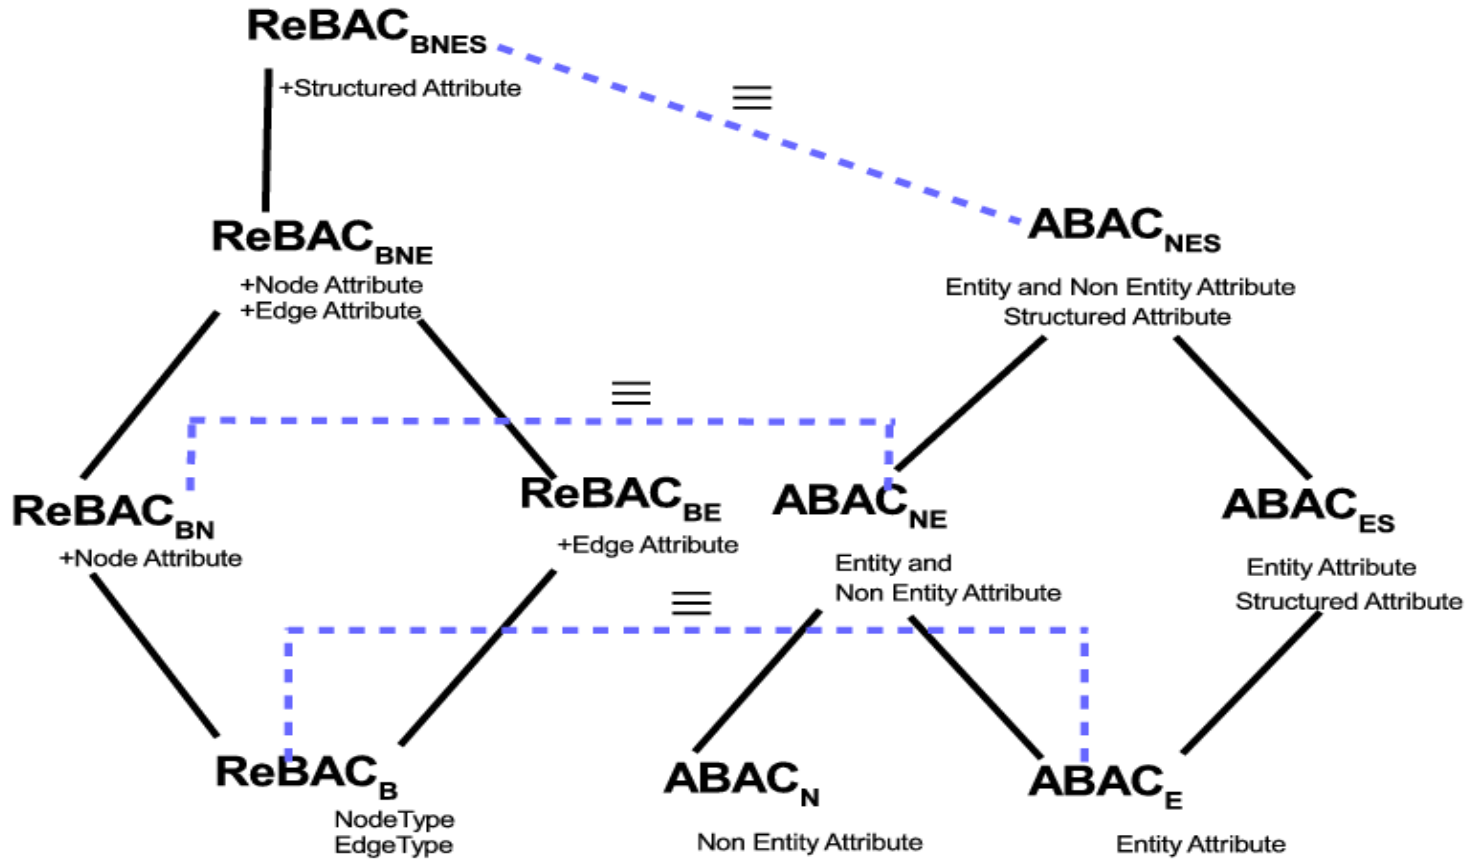 ReBAC_BNES
+Structured Attribute
≡
ReBAC_BNE
+Node Attribute
+Edge Attribute
ABAC_NES
Entity and Non Entity Attribute
Structured Attribute
≡
ReBAC_BN
+Node Attribute
ReBAC_BE
+Edge Attribute
ABAC_NE
Entity and
Non Entity Attribute
ABAC_ES
Entity Attribute
Structured Attribute
≡
ReBAC_B
NodeType
EdgeType
ABAC_N
Non Entity Attribute
ABAC_E
Entity Attribute